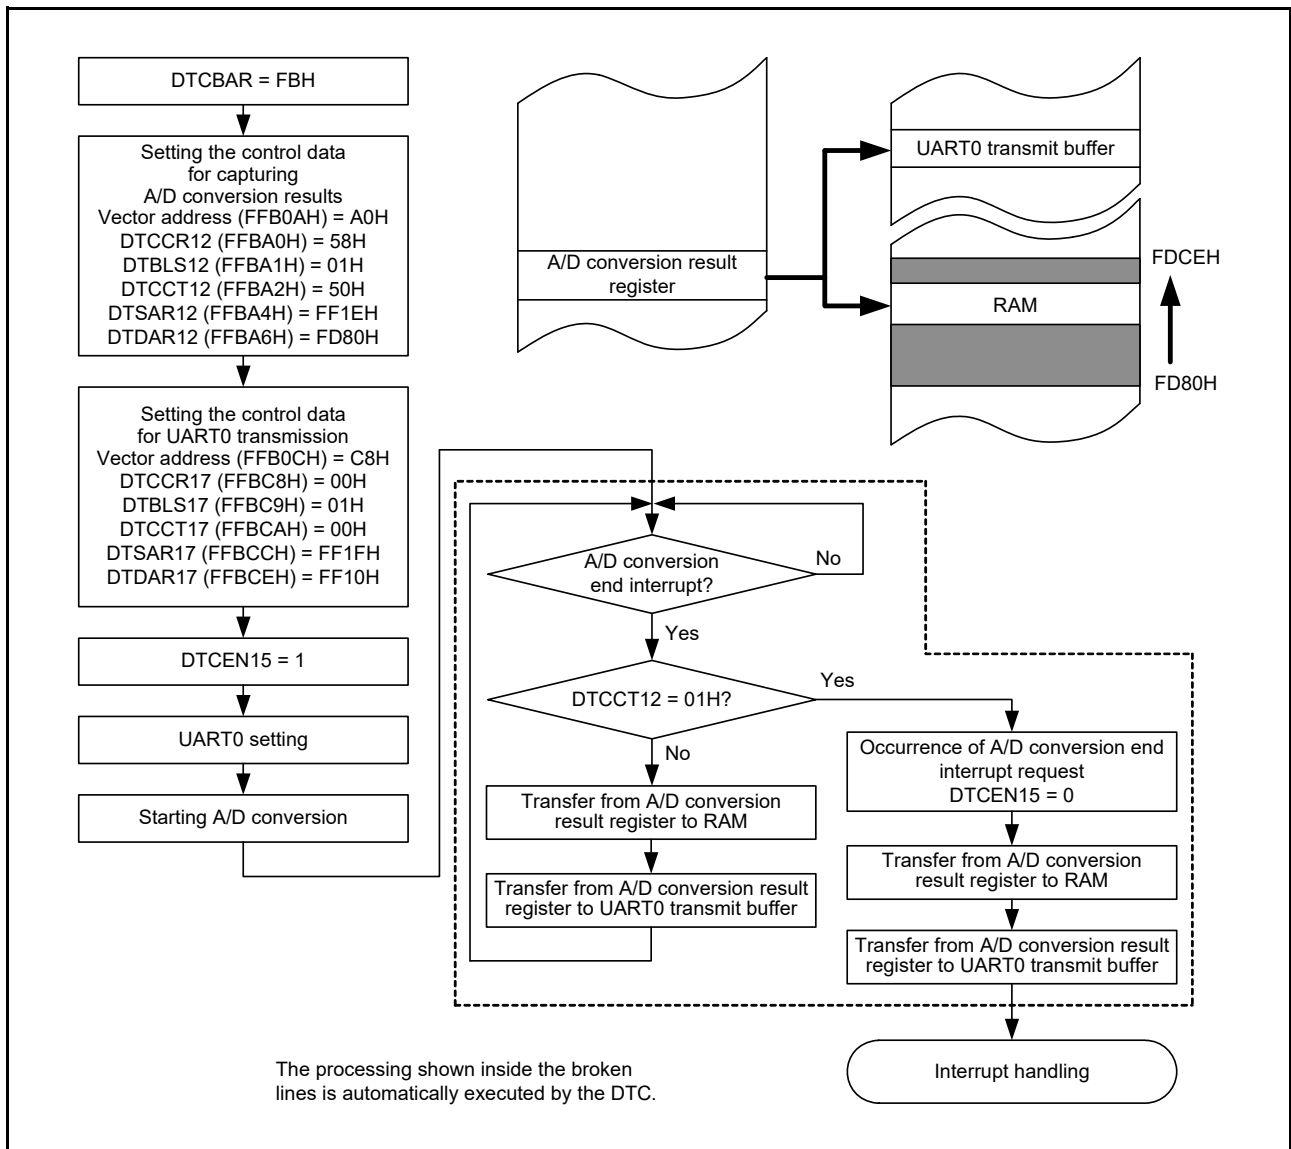 DTCBAR = FBH
Setting the control data
for capturing
A/D conversion results
Vector address (FFB0AH) = A0H
DTCCR12 (FFBA0H) = 58H
DTBLS12 (FFBA1H) = 01H
DTCCT12 (FFBA2H) = 50H
DTSAR12 (FFBA4H) = FF1EH
DTDAR12 (FFBA6H) = FD80H
Setting the control data
for UART0 transmission
Vector address (FFB0CH) = C8H
DTCCR17 (FFBC8H) = 00H
DTBLS17 (FFBC9H) = 01H
DTCCT17 (FFBCAH) = 00H
DTSAR17 (FFBCCH) = FF1FH
DTDAR17 (FFBCEH) = FF10H
DTCEN15 = 1
UART0 setting
Starting A/D conversion
A/D conversion result
register
UART0 transmit buffer
RAM
FDCEH
FD80H
A/D conversion
end interrupt?
No
Yes
DTCCT12 = 01H?
Yes
No
Transfer from A/D conversion
result register to RAM
Transfer from A/D conversion result
register to UART0 transmit buffer
Occurrence of A/D conversion end
interrupt request
DTCEN15 = 0
Transfer from A/D conversion
result register to RAM
Transfer from A/D conversion result
register to UART0 transmit buffer
Interrupt handling
The processing shown inside the broken
lines is automatically executed by the DTC.